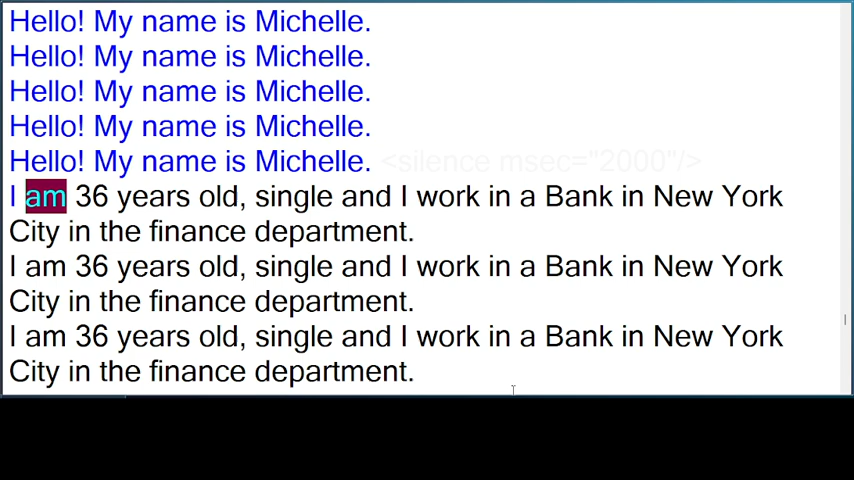 Hello! My name is Michelle.
Hello! My name is Michelle.
Hello! My name is Michelle.
Hello! My name is Michelle.
Hello! My name is Michelle. <silence msec="2000"/>
I am 36 years old, single and I work in a Bank in New York
City in the finance department.
I am 36 years old, single and I work in a Bank in New York
City in the finance department.
I am 36 years old, single and I work in a Bank in New York
City in the finance department.